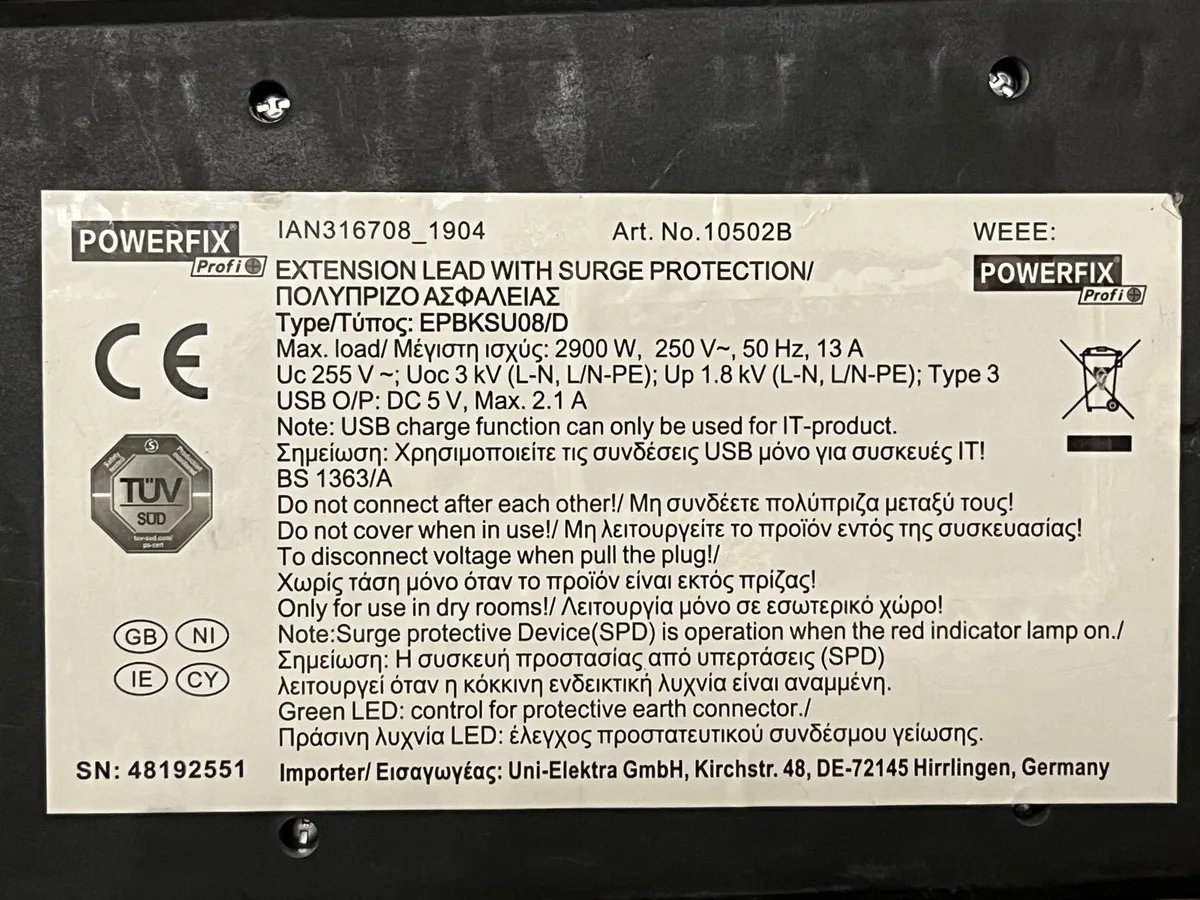 POWERFIX
Profi
IAN316708_1904
Art. No.10502B
WEEE:
POWERFIX
Profi
EXTENSION LEAD WITH SURGE PROTECTION/
ΠΟΛΥΠΡΙΖΟ ΑΣΦΑΛΕΙΑΣ
Type/Τύπος: EPBKSU08/D
Max. load/ Μέγιστη ισχύς: 2900 W, 250 V~, 50 Hz, 13 A
Uc 255 V ~; Uoc 3 kV (L-N, L/N-PE); Up 1.8 kV (L-N, L/N-PE); Type 3
USB O/P: DC 5 V, Max. 2.1 A
Note: USB charge function can only be used for IT-product.
Σημείωση: Χρησιμοποιείτε τις συνδέσεις USB μόνο για συσκευές IT!
BS 1363/A
Do not connect after each other!/ Μη συνδέετε πολύπριζα μεταξύ τους!
Do not cover when in use!/ Μη λειτουργείτε το προϊόν εντός της συσκευασίας!
To disconnect voltage when pull the plug!/
Χωρίς τάση μόνο όταν το προϊόν είναι εκτός πρίζας!
Only for use in dry rooms!/ Λειτουργία μόνο σε εσωτερικό χώρο!
Note:Surge protective Device(SPD) is operation when the red indicator lamp on./
Σημείωση: Η συσκευή προστασίας από υπερτάσεις (SPD)
λειτουργεί όταν η κόκκινη ενδεικτική λυχνία είναι αναμμένη.
Green LED: control for protective earth connector./
Πράσινη λυχνία LED: έλεγχος προστατευτικού συνδέσμου γείωσης.
CE
TÜV
SÜD
tuv-sud.com/
ps-cert
GB NI
IE CY
SN: 48192551
Importer/ Εισαγωγέας: Uni-Elektra GmbH, Kirchstr. 48, DE-72145 Hirrlingen, Germany